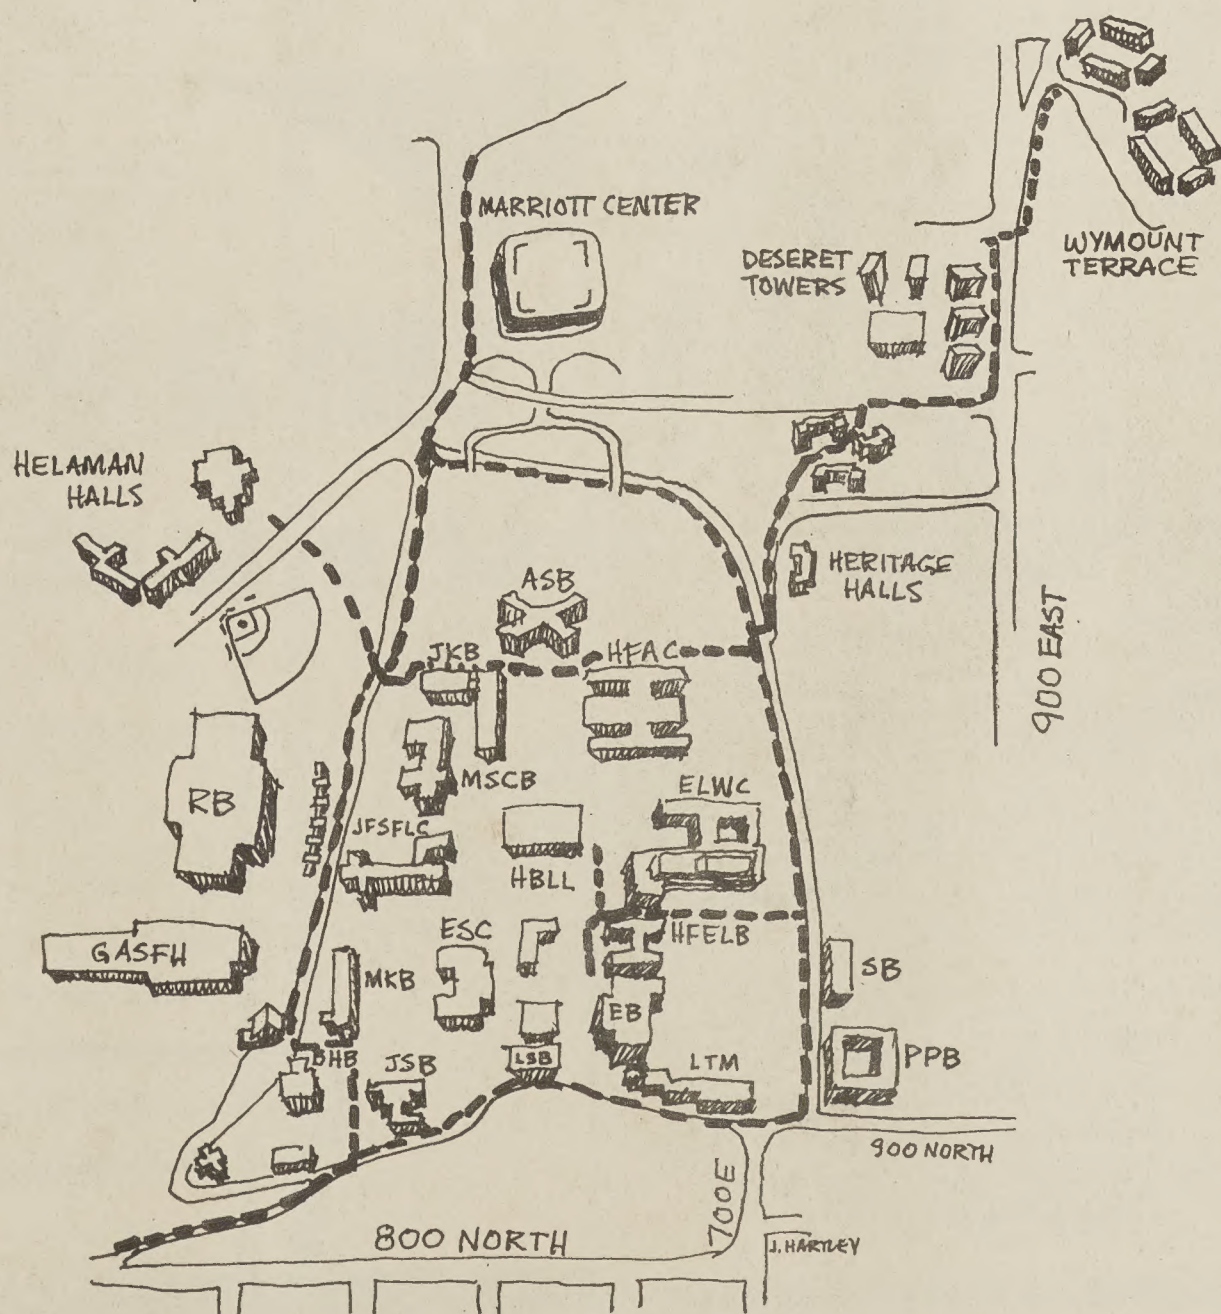 MARRIOTT CENTER
WYMOUNT
TERRACE
DESERET
TOWERS
HELAMAN
HALLS
ASB
HERITAGE
HALLS
JKB
HFAC
900 EAST
MSCB
ELWC
RB
JFSFLC
HBLL
ESC
HFELB
GASFH
MKB
SB
EB
BHB
JSB
LSB
LTM
PPB
900 NORTH
700 E
800 NORTH
J. HARTLEY